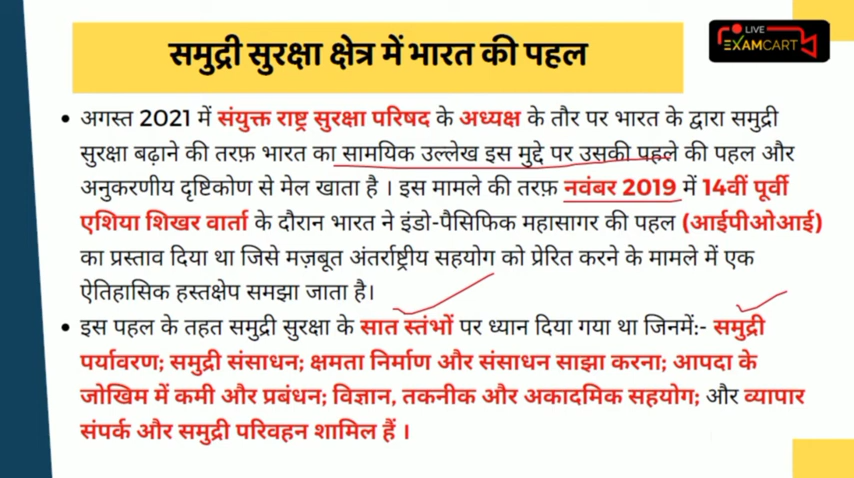 समुद्री सुरक्षा क्षेत्र में भारत की पहल
LIVE
EXAMCART
• अगस्त 2021 में संयुक्त राष्ट्र सुरक्षा परिषद के अध्यक्ष के तौर पर भारत के द्वारा समुद्री
सुरक्षा बढ़ाने की तरफ़ भारत का सामयिक उल्लेख इस मुद्दे पर उसकी पहले की पहल और
अनुकरणीय दृष्टिकोण से मेल खाता है । इस मामले की तरफ़ नवंबर 2019 में 14वीं पूर्वी
एशिया शिखर वार्ता के दौरान भारत ने इंडो-पैसिफिक महासागर की पहल (आईपीओआई)
का प्रस्ताव दिया था जिसे मज़बूत अंतर्राष्ट्रीय सहयोग को प्रेरित करने के मामले में एक
ऐतिहासिक हस्तक्षेप समझा जाता है।
• इस पहल के तहत समुद्री सुरक्षा के सात स्तंभों पर ध्यान दिया गया था जिनमें:- समुद्री
पर्यावरण; समुद्री संसाधन; क्षमता निर्माण और संसाधन साझा करना; आपदा के
जोखिम में कमी और प्रबंधन; विज्ञान, तकनीक और अकादमिक सहयोग; और व्यापार
संपर्क और समुद्री परिवहन शामिल हैं ।